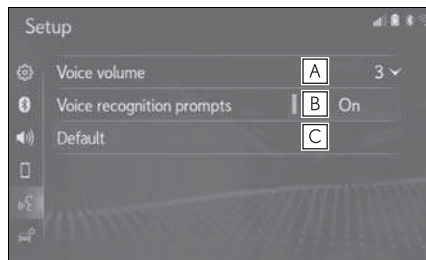 Setup
Voice volume A 3
Voice recognition prompts B On
Default C